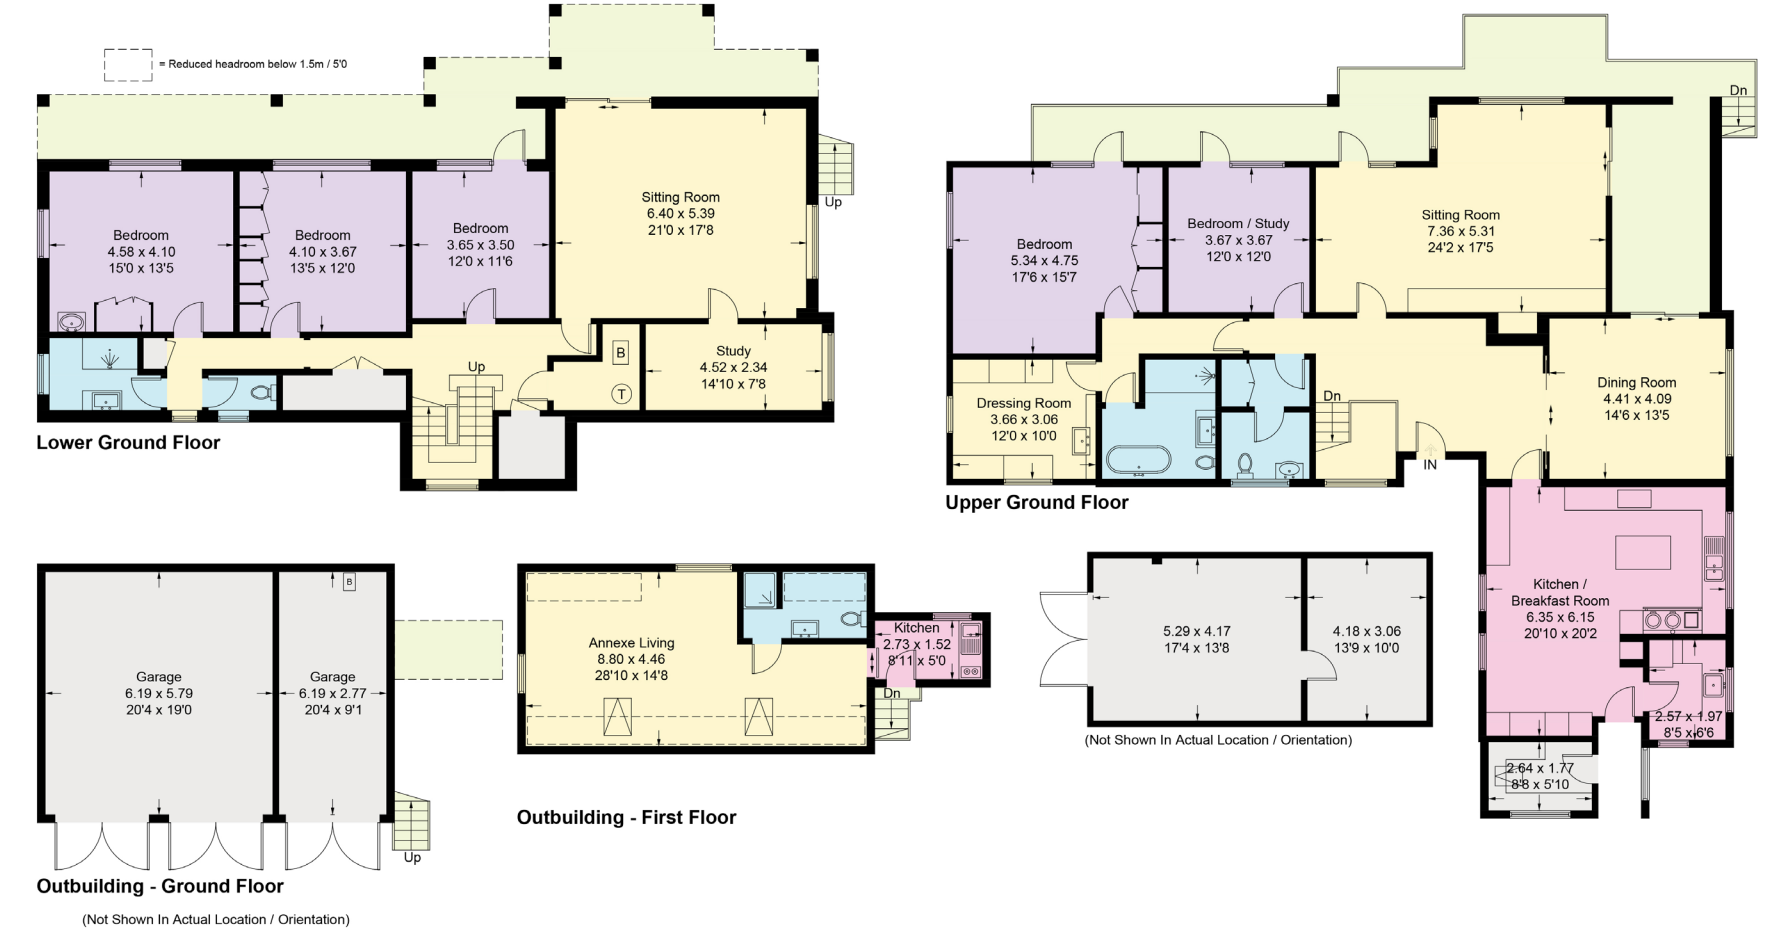 = Reduced headroom below 1.5m / 5'0
Bedroom
4.58 x 4.10
15'0 x 13'5
Bedroom
4.10 x 3.67
13'5 x 12'0
Bedroom
3.65 x 3.50
12'0 x 11'6
Sitting Room
6.40 x 5.39
21'0 x 17'8
Up
Study
4.52 x 2.34
14'10 x 7'8
B
T
Up
Lower Ground Floor
Dn
Bedroom
5.34 x 4.75
17'6 x 15'7
Bedroom / Study
3.67 x 3.67
12'0 x 12'0
Sitting Room
7.36 x 5.31
24'2 x 17'5
Dressing Room
3.66 x 3.06
12'0 x 10'0
Dn
IN
Dining Room
4.41 x 4.09
14'6 x 13'5
Upper Ground Floor
Kitchen /
Breakfast Room
6.35 x 6.15
20'10 x 20'2
2.57 x 1.97
8'5 x 6'6
2.64 x 1.77
8'8 x 5'10
Garage
6.19 x 5.79
20'4 x 19'0
B
Garage
6.19 x 2.77
20'4 x 9'1
Up
Outbuilding - Ground Floor
(Not Shown In Actual Location / Orientation)
Annexe Living
8.80 x 4.46
28'10 x 14'8
Kitchen
2.73 x 1.52
8'11 x 5'0
Dn
Outbuilding - First Floor
5.29 x 4.17
17'4 x 13'8
4.18 x 3.06
13'9 x 10'0
(Not Shown In Actual Location / Orientation)